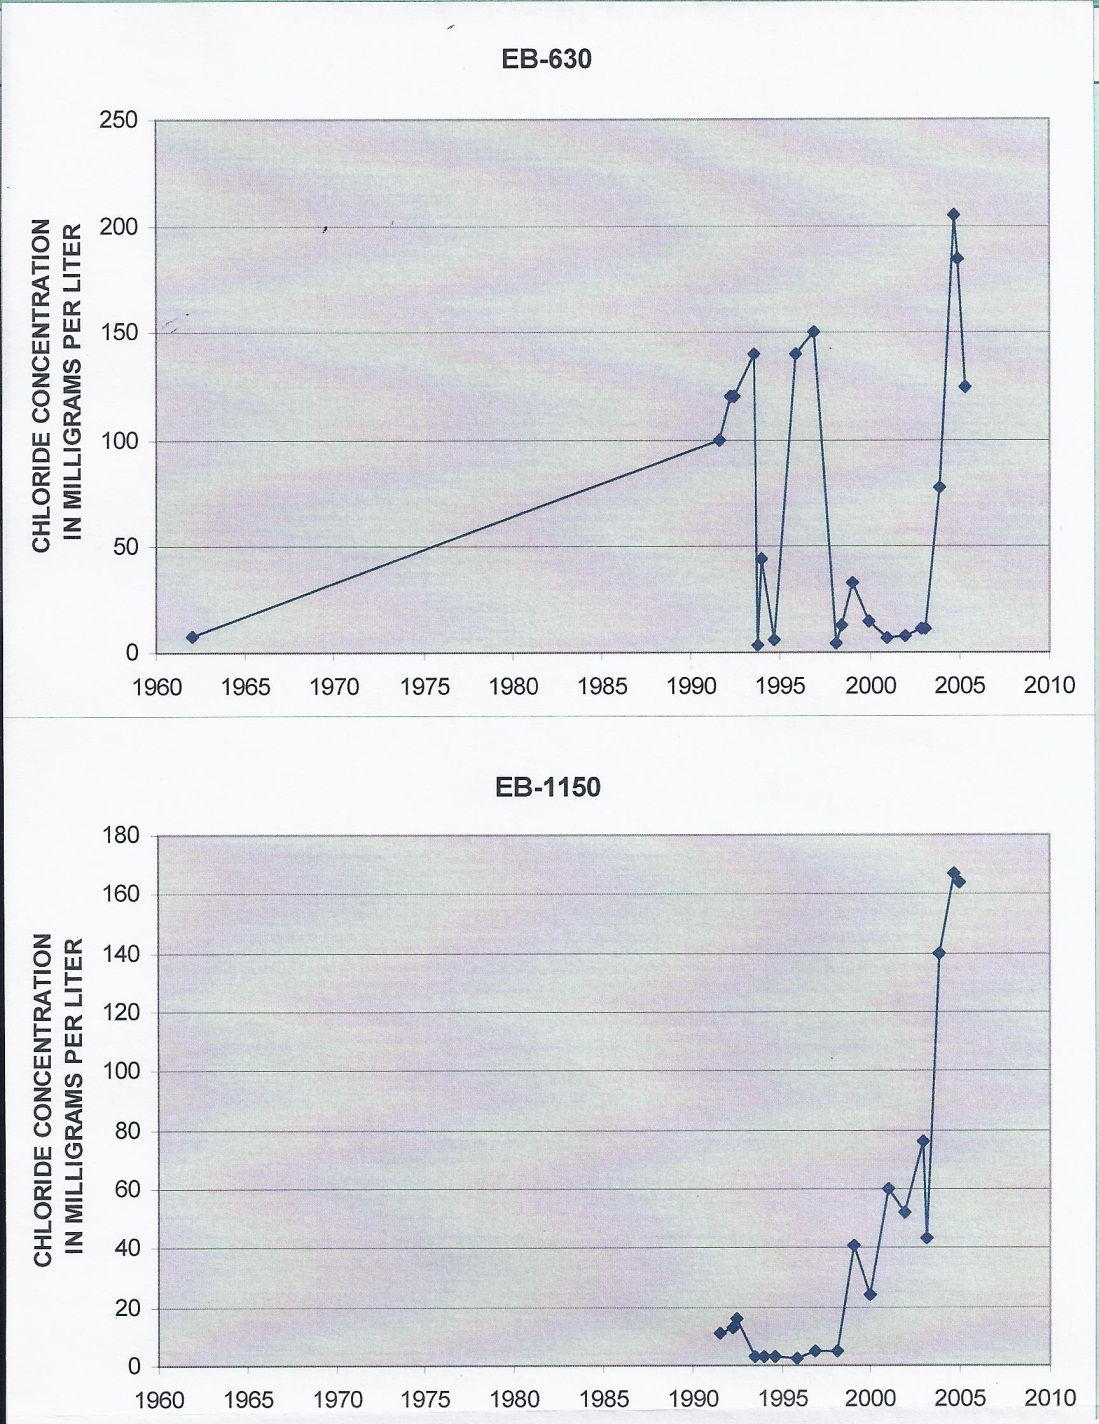 EB-630
CHLORIDE CONCENTRATION
IN MILLIGRAMS PER LITER
250
200
150
100
50
0
1960 1965 1970 1975 1980 1985 1990 1995 2000 2005 2010
EB-1150
CHLORIDE CONCENTRATION
IN MILLIGRAMS PER LITER
180
160
140
120
100
80
60
40
20
0
1960 1965 1970 1975 1980 1985 1990 1995 2000 2005 2010